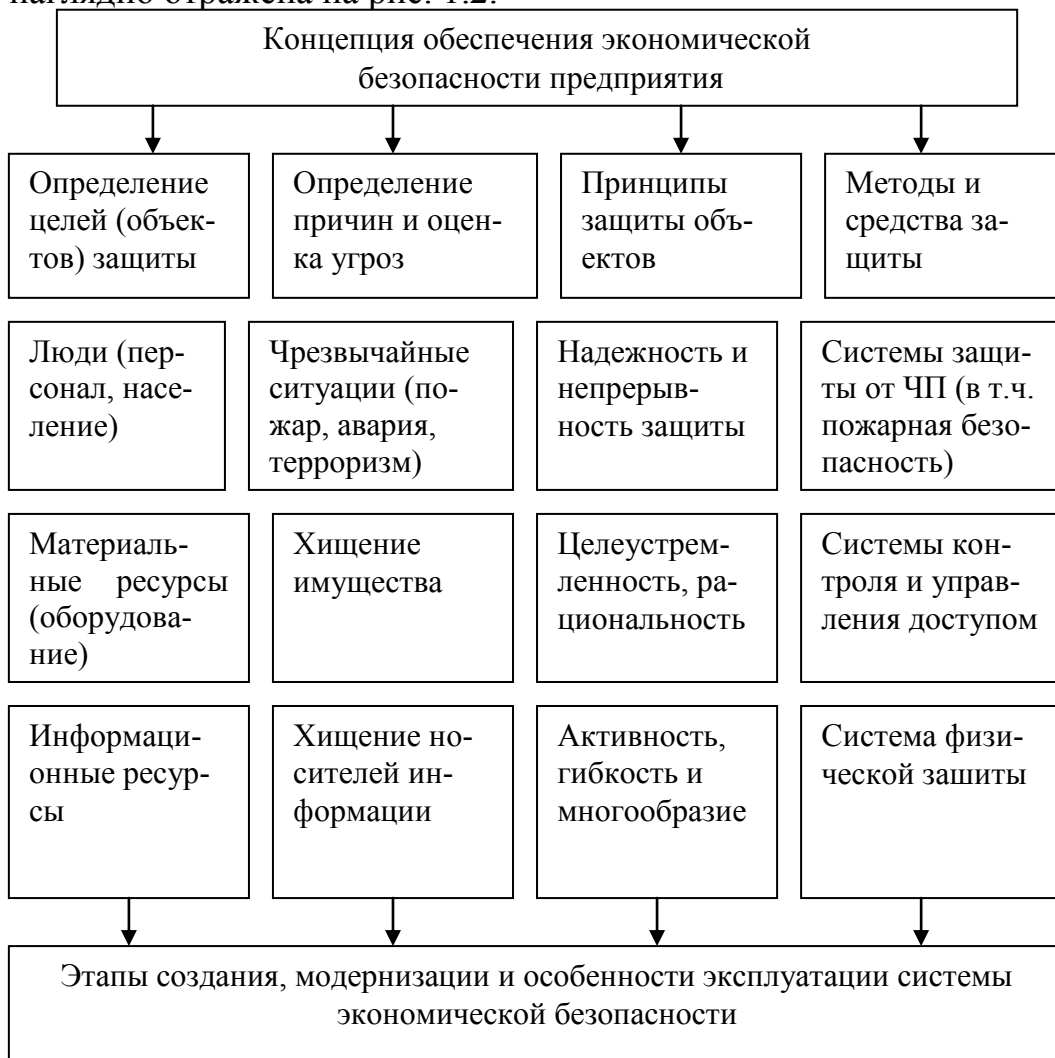 наглядно отражена на рис. 1.2.
Концепция обеспечения экономической
безопасности предприятия
Определение
целей (объек-
тов) защиты
Определение
причин и оцен-
ка угроз
Принципы
защиты объ-
ектов
Методы и
средства за-
щиты
Люди (пер-
сонал, насе-
ление)
Чрезвычайные
ситуации (по-
жар, авария,
терроризм)
Надежность и
непрерыв-
ность защиты
Системы защи-
ты от ЧП (в т.ч.
пожарная безо-
пасность)
Материаль-
ные ресурсы
(оборудова-
ние)
Хищение
имущества
Целеустрем-
ленность, ра-
циональность
Системы кон-
троля и управ-
ления доступом
Информаци-
онные ресур-
сы
Хищение но-
сителей ин-
формации
Активность,
гибкость и
многообразие
Система физи-
ческой зашиты
Этапы создания, модернизации и особенности эксплуатации системы
экономической безопасности